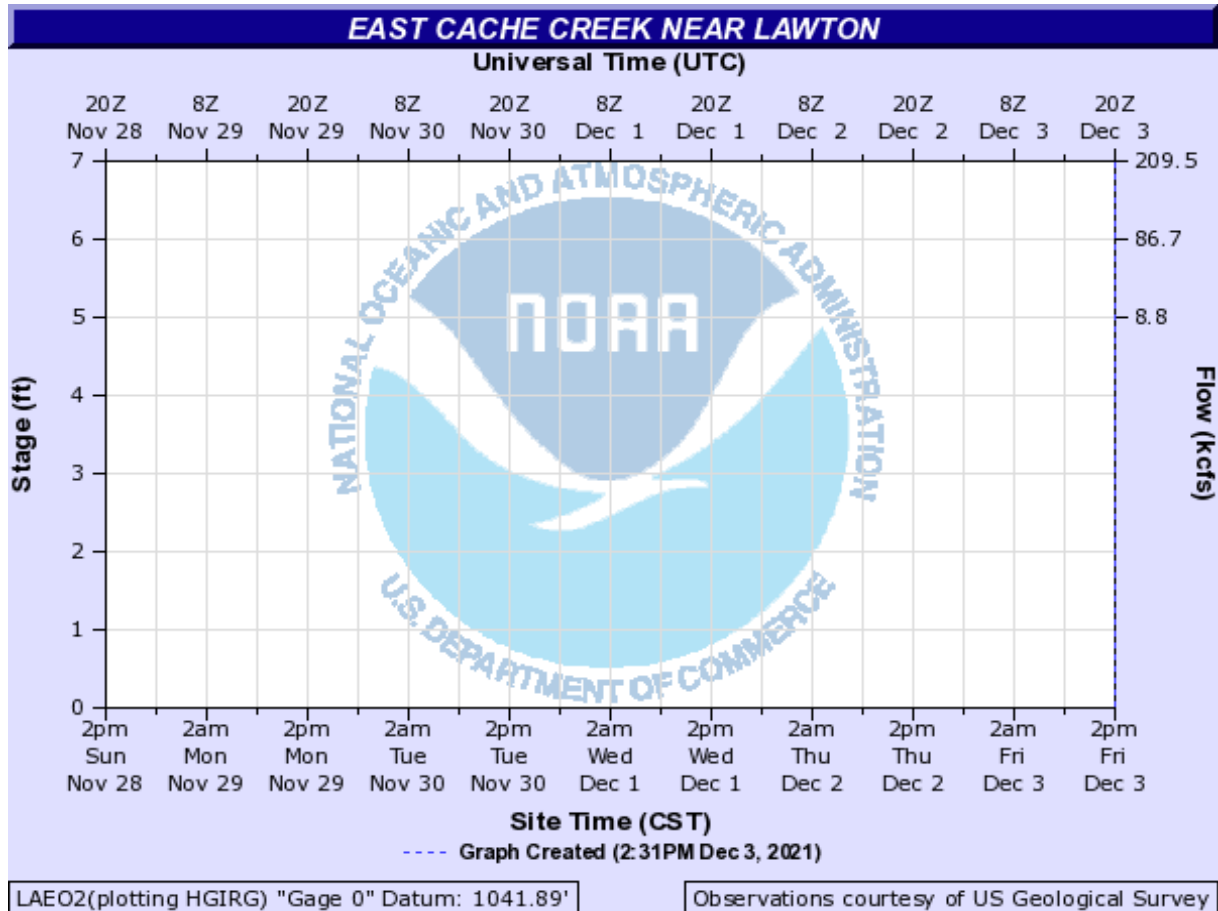 EAST CACHE CREEK NEAR LAWTON
Universal Time (UTC)
20Z 8Z 20Z 8Z 20Z 8Z 20Z 8Z 20Z 8Z 20Z
Nov 28 Nov 29 Nov 29 Nov 30 Nov 30 Dec 1 Dec 1 Dec 2 Dec 2 Dec 3 Dec 3
7 209.5
6 86.7
5 8.8
4
3
2
1
0
Stage (ft)
Flow (kcfs)
NATIONAL OCEANIC AND ATMOSPHERIC ADMINISTRATION
NOAA
U.S. DEPARTMENT OF COMMERCE
2pm 2am 2pm 2am 2pm 2am 2pm 2am 2pm 2am 2pm
Sun Mon Mon Tue Tue Wed Wed Thu Thu Fri Fri
Nov 28 Nov 29 Nov 29 Nov 30 Nov 30 Dec 1 Dec 1 Dec 2 Dec 2 Dec 3 Dec 3
Site Time (CST)
---- Graph Created (2:31PM Dec 3, 2021)
LAEO2(plotting HGIRG) "Gage 0" Datum: 1041.89'
Observations courtesy of US Geological Survey